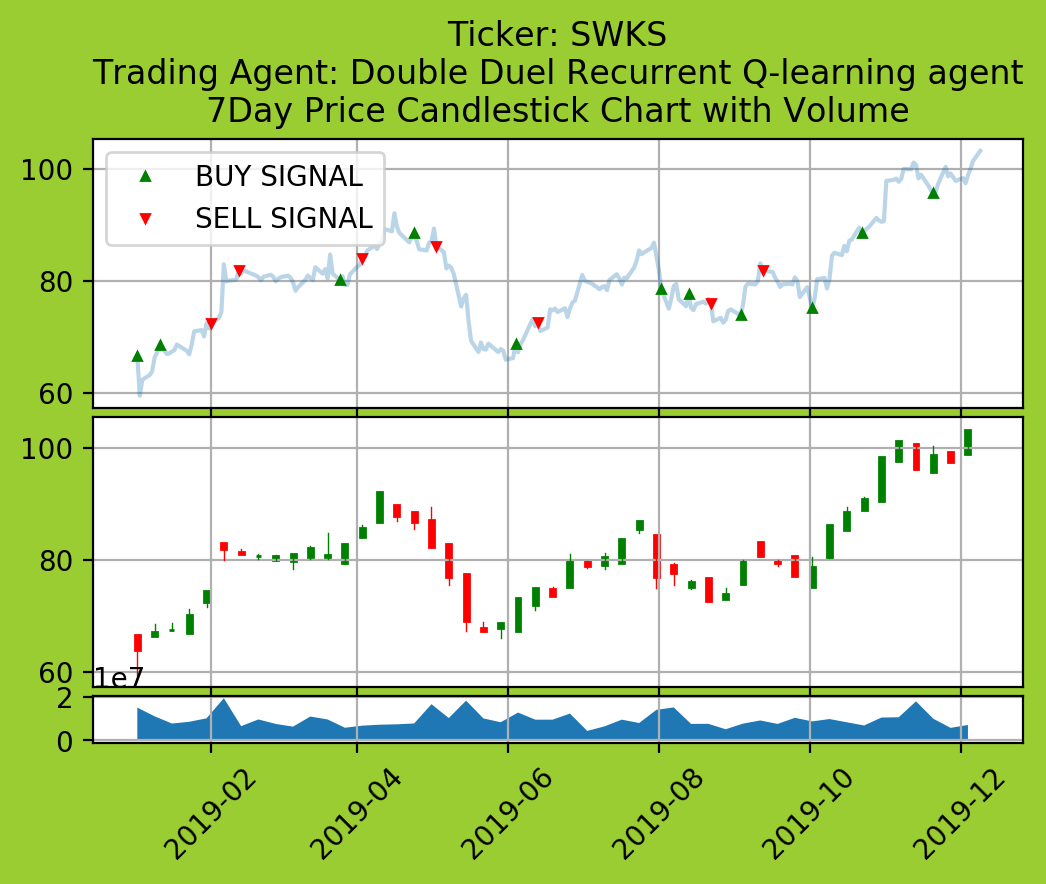 Ticker: SWKS
Trading Agent: Double Duel Recurrent Q-learning agent
7Day Price Candlestick Chart with Volume
BUY SIGNAL
SELL SIGNAL
100
80
60
100
80
60
1e7
2
0
2019-02
2019-04
2019-06
2019-08
2019-10
2019-12